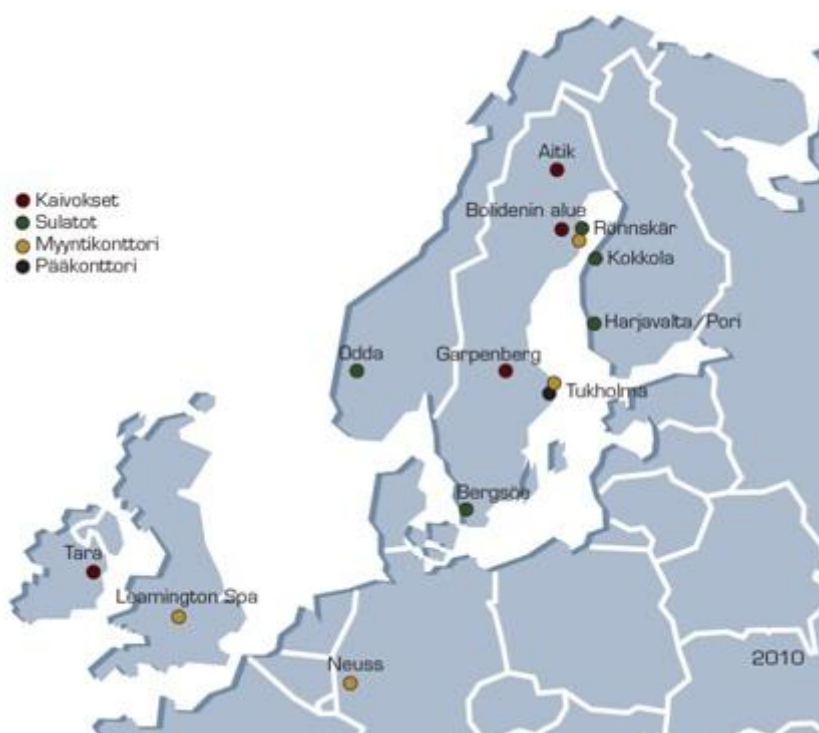 Aitik
Kaivokset
Sulatot
Myyntikonttori
Pääkonttori
Bolidenin alue
Rönnskär
Kokkola
Harjavalta/Pori
Odda
Garpenberg
Tukholma
Bergsöe
Tara
Leamington Spa
Neuss
2010